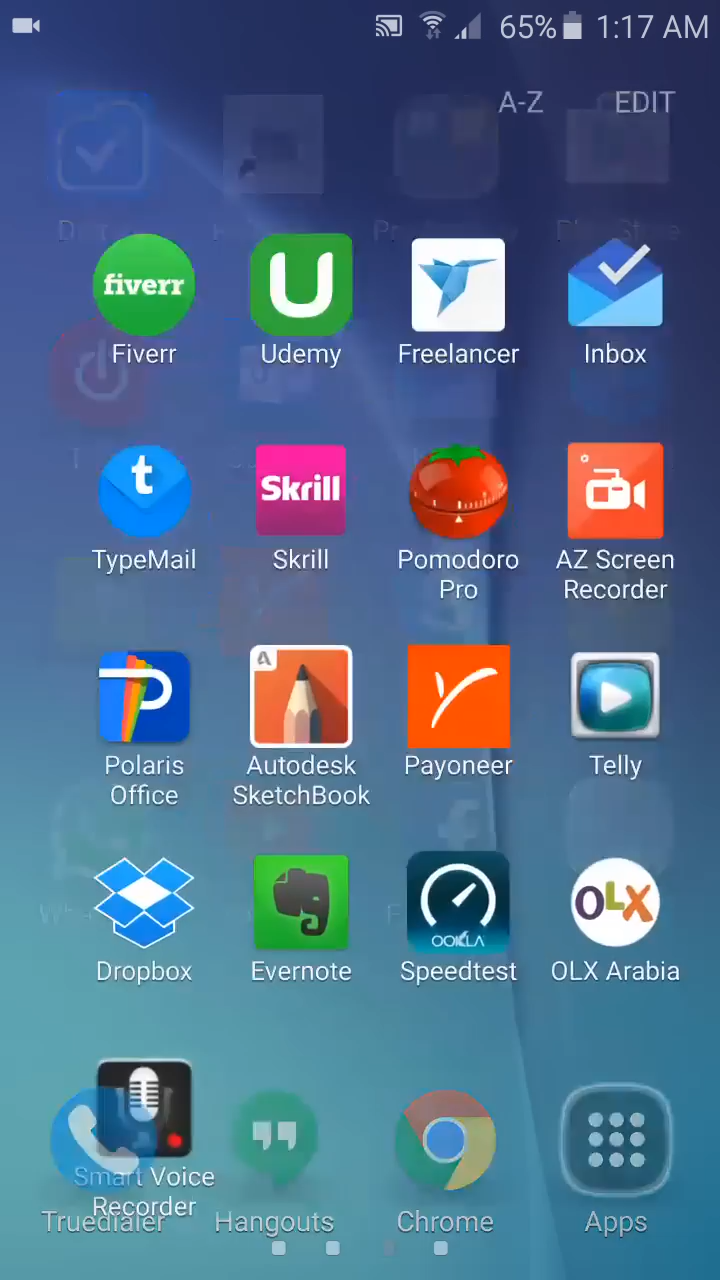 65% 1:17 AM
A-Z EDIT
fiverr
Fiverr Udemy Freelancer Inbox
t
Skrill
TypeMail Skrill Pomodoro
Pro AZ Screen
Recorder
A
Polaris
Office Autodesk
SketchBook Payoneer Telly
OOKLA
OLX
Dropbox Evernote Speedtest OLX Arabia
Smart Voice
Recorder
Truedialer Hangouts Chrome Apps